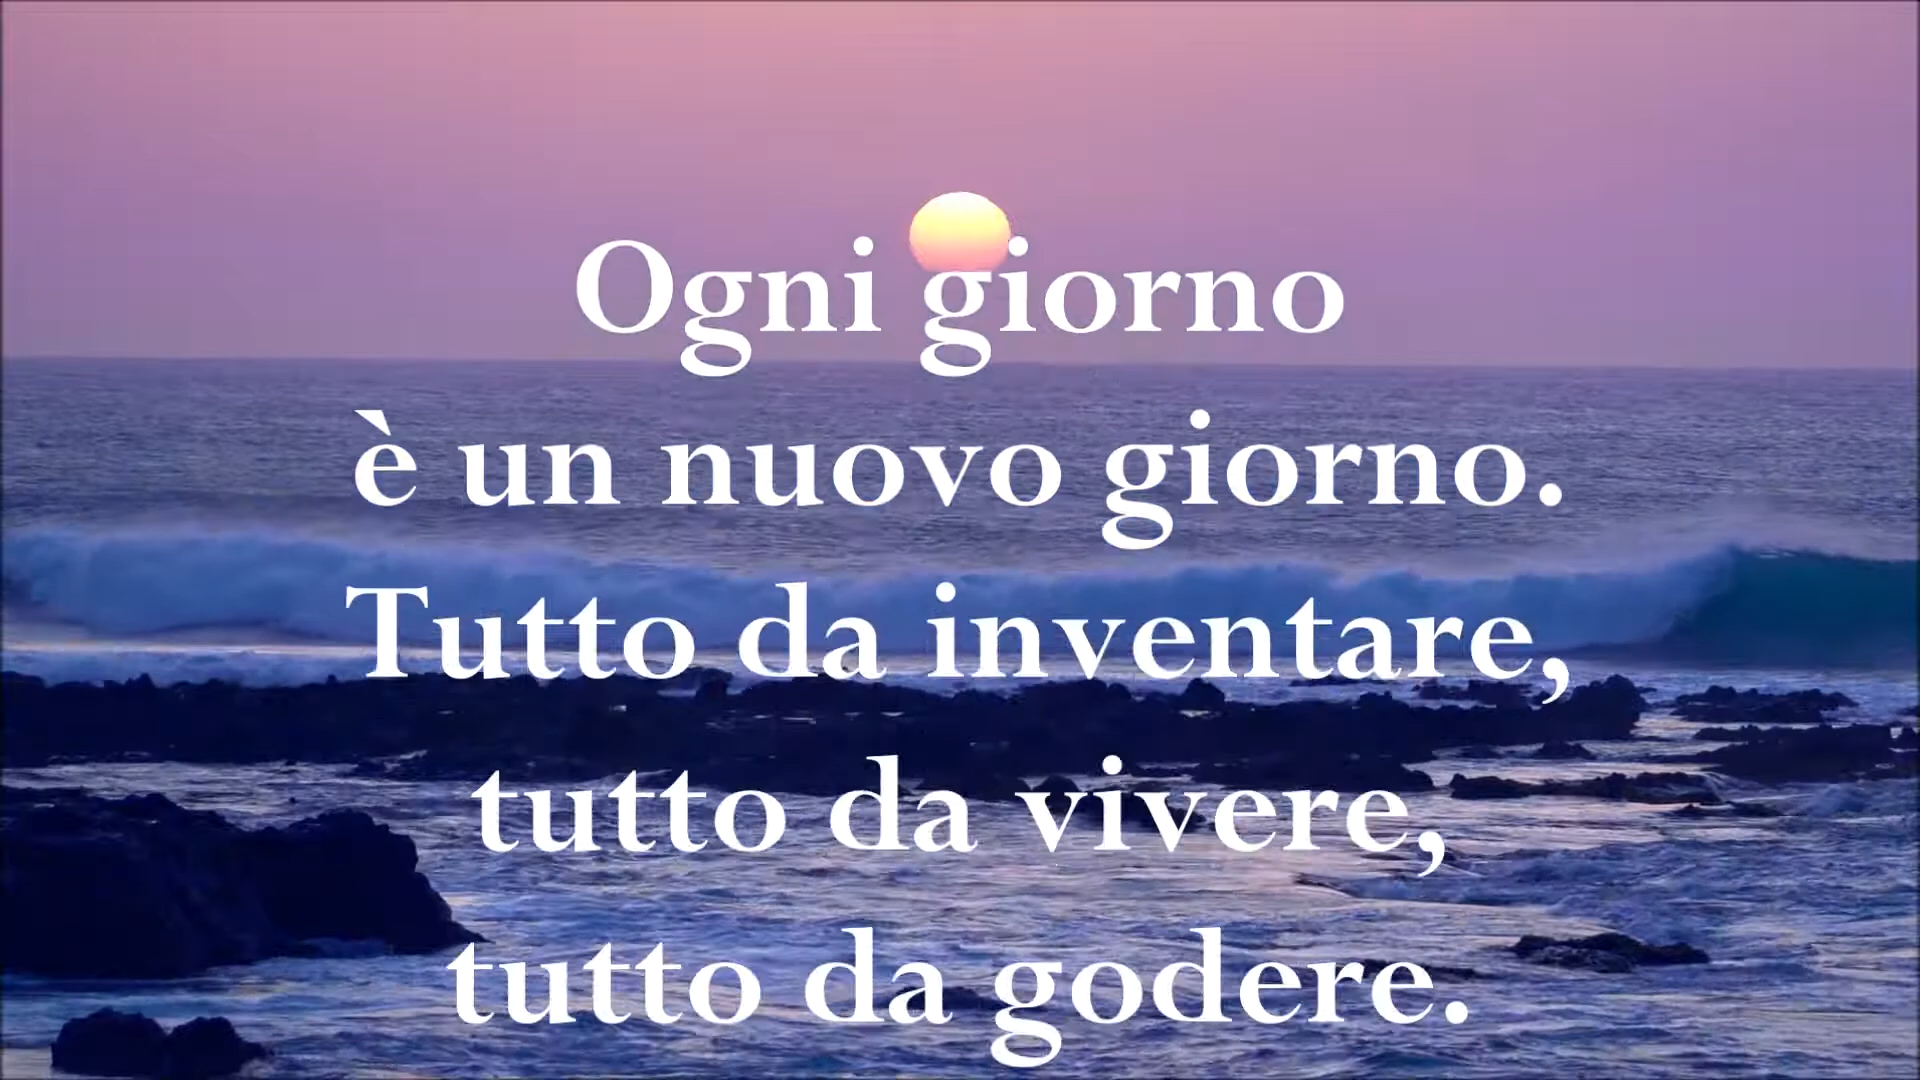 Ogni giorno
è un nuovo giorno.
Tutto da inventare,
tutto da vivere,
tutto da godere.